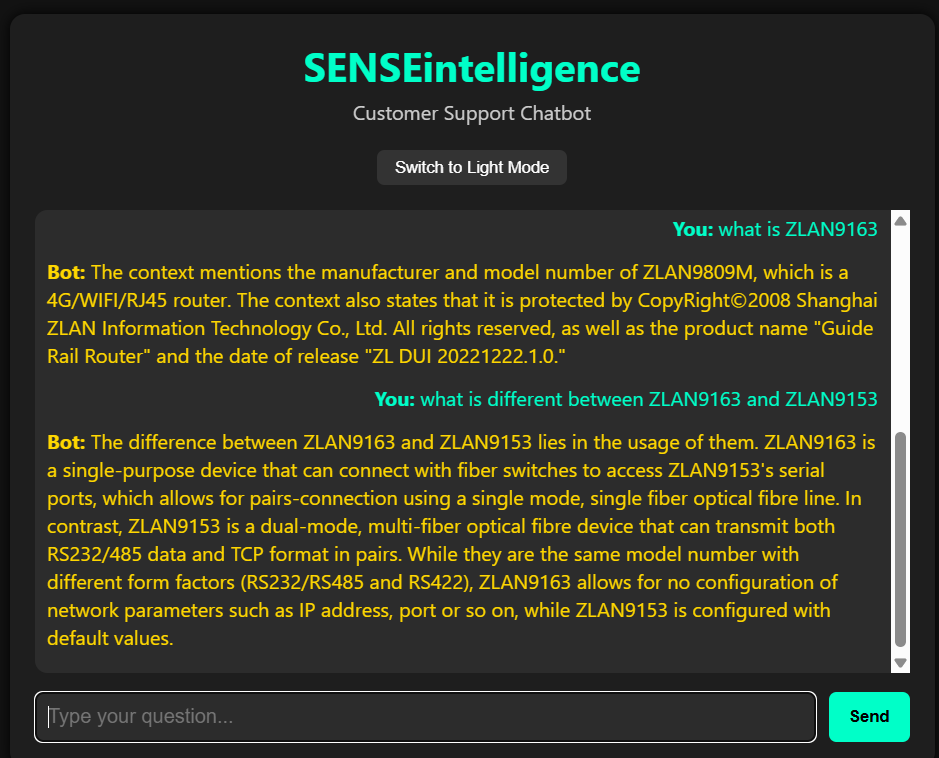 SENSEintelligence
Customer Support Chatbot
Switch to Light Mode
You: what is ZLAN9163
Bot: The context mentions the manufacturer and model number of ZLAN9809M, which is a
4G/WIFI/RJ45 router. The context also states that it is protected by CopyRight©2008 Shanghai
ZLAN Information Technology Co., Ltd. All rights reserved, as well as the product name "Guide
Rail Router" and the date of release "ZL DUI 20221222.1.0."
You: what is different between ZLAN9163 and ZLAN9153
Bot: The difference between ZLAN9163 and ZLAN9153 lies in the usage of them. ZLAN9163 is
a single-purpose device that can connect with fiber switches to access ZLAN9153's serial
ports, which allows for pairs-connection using a single mode, single fiber optical fibre line. In
contrast, ZLAN9153 is a dual-mode, multi-fiber optical fibre device that can transmit both
RS232/485 data and TCP format in pairs. While they are the same model number with
different form factors (RS232/RS485 and RS422), ZLAN9163 allows for no configuration of
network parameters such as IP address, port or so on, while ZLAN9153 is configured with
default values.
Type your question...
Send